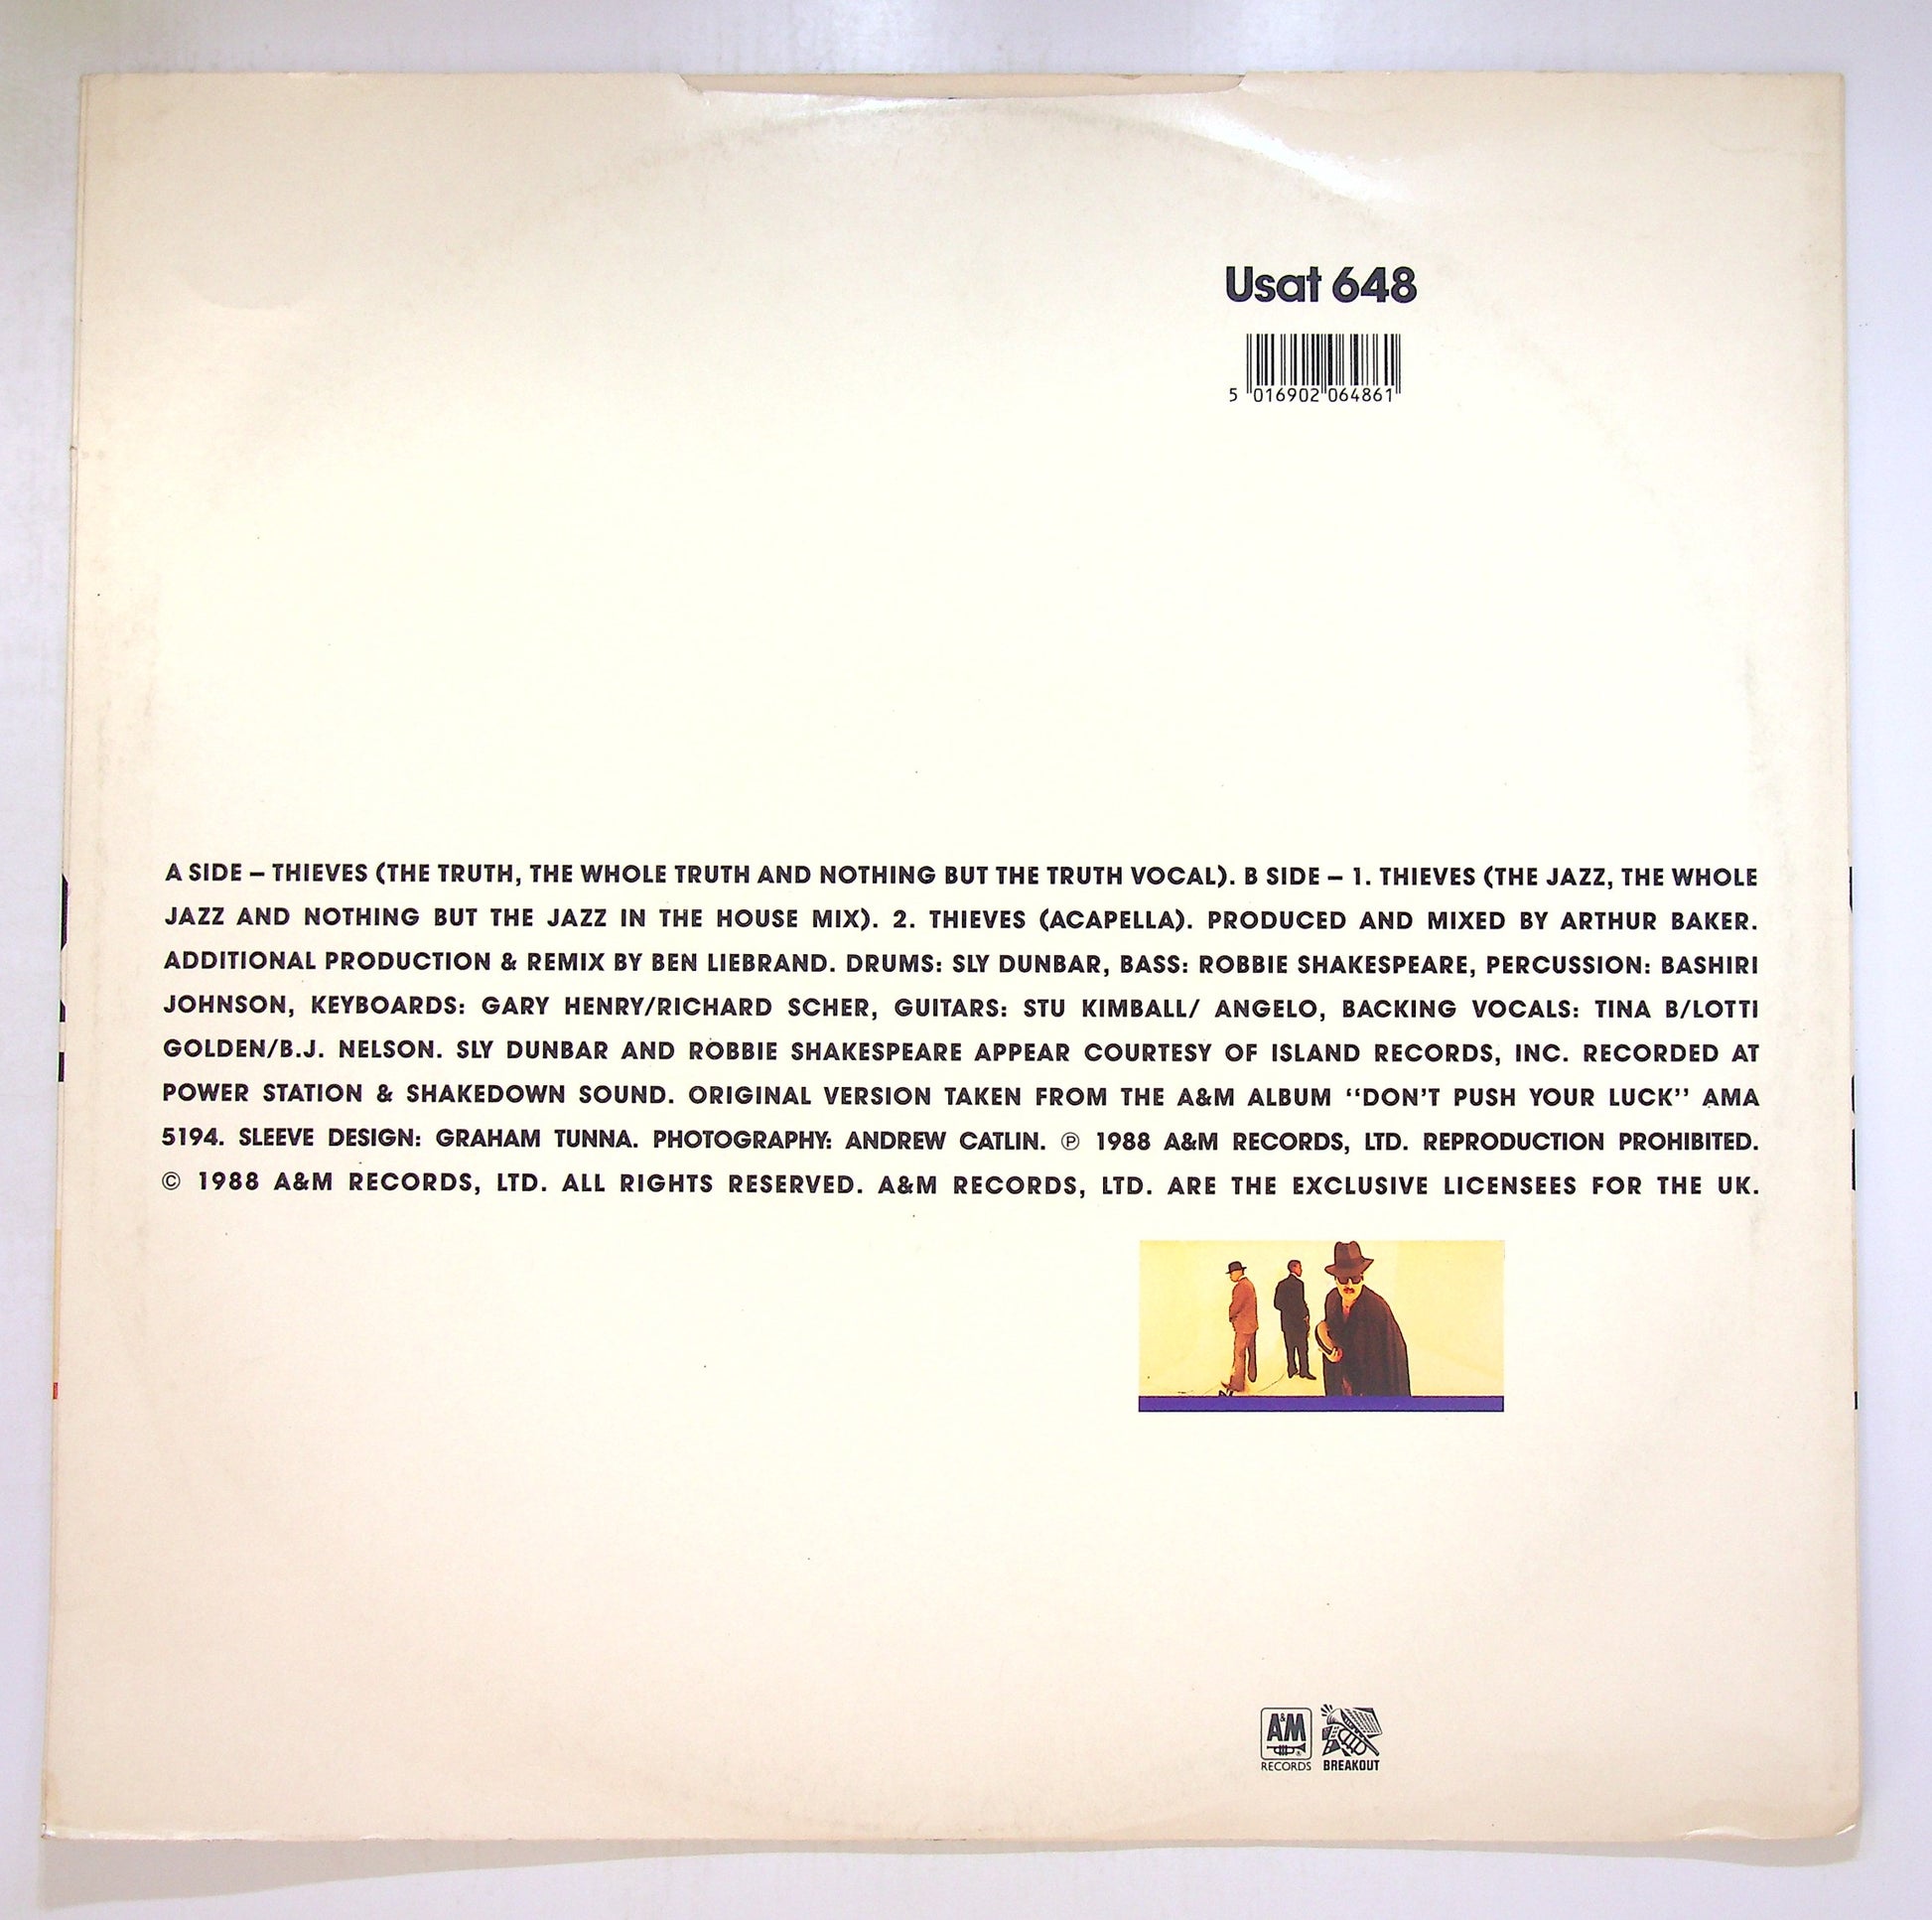 Usat 648
5 016902 064861
A SIDE – THIEVES (THE TRUTH, THE WHOLE TRUTH AND NOTHING BUT THE TRUTH VOCAL). B SIDE – 1. THIEVES (THE JAZZ, THE WHOLE
JAZZ AND NOTHING BUT THE JAZZ IN THE HOUSE MIX). 2. THIEVES (ACAPELLA). PRODUCED AND MIXED BY ARTHUR BAKER.
ADDITIONAL PRODUCTION & REMIX BY BEN LIEBRAND. DRUMS: SLY DUNBAR, BASS: ROBBIE SHAKESPEARE, PERCUSSION: BASHIRI
JOHNSON, KEYBOARDS: GARY HENRY/RICHARD SCHER, GUITARS: STU KIMBALL/ ANGELO, BACKING VOCALS: TINA B/LOTTI
GOLDEN/B.J. NELSON. SLY DUNBAR AND ROBBIE SHAKESPEARE APPEAR COURTESY OF ISLAND RECORDS, INC. RECORDED AT
POWER STATION & SHAKEDOWN SOUND. ORIGINAL VERSION TAKEN FROM THE A&M ALBUM “DON'T PUSH YOUR LUCK” AMA
5194. SLEEVE DESIGN: GRAHAM TUNNA. PHOTOGRAPHY: ANDREW CATLIN. ℗ 1988 A&M RECORDS, LTD. REPRODUCTION PROHIBITED.
© 1988 A&M RECORDS, LTD. ALL RIGHTS RESERVED. A&M RECORDS, LTD. ARE THE EXCLUSIVE LICENSEES FOR THE UK.
A&M
RECORDS BREAKOUT